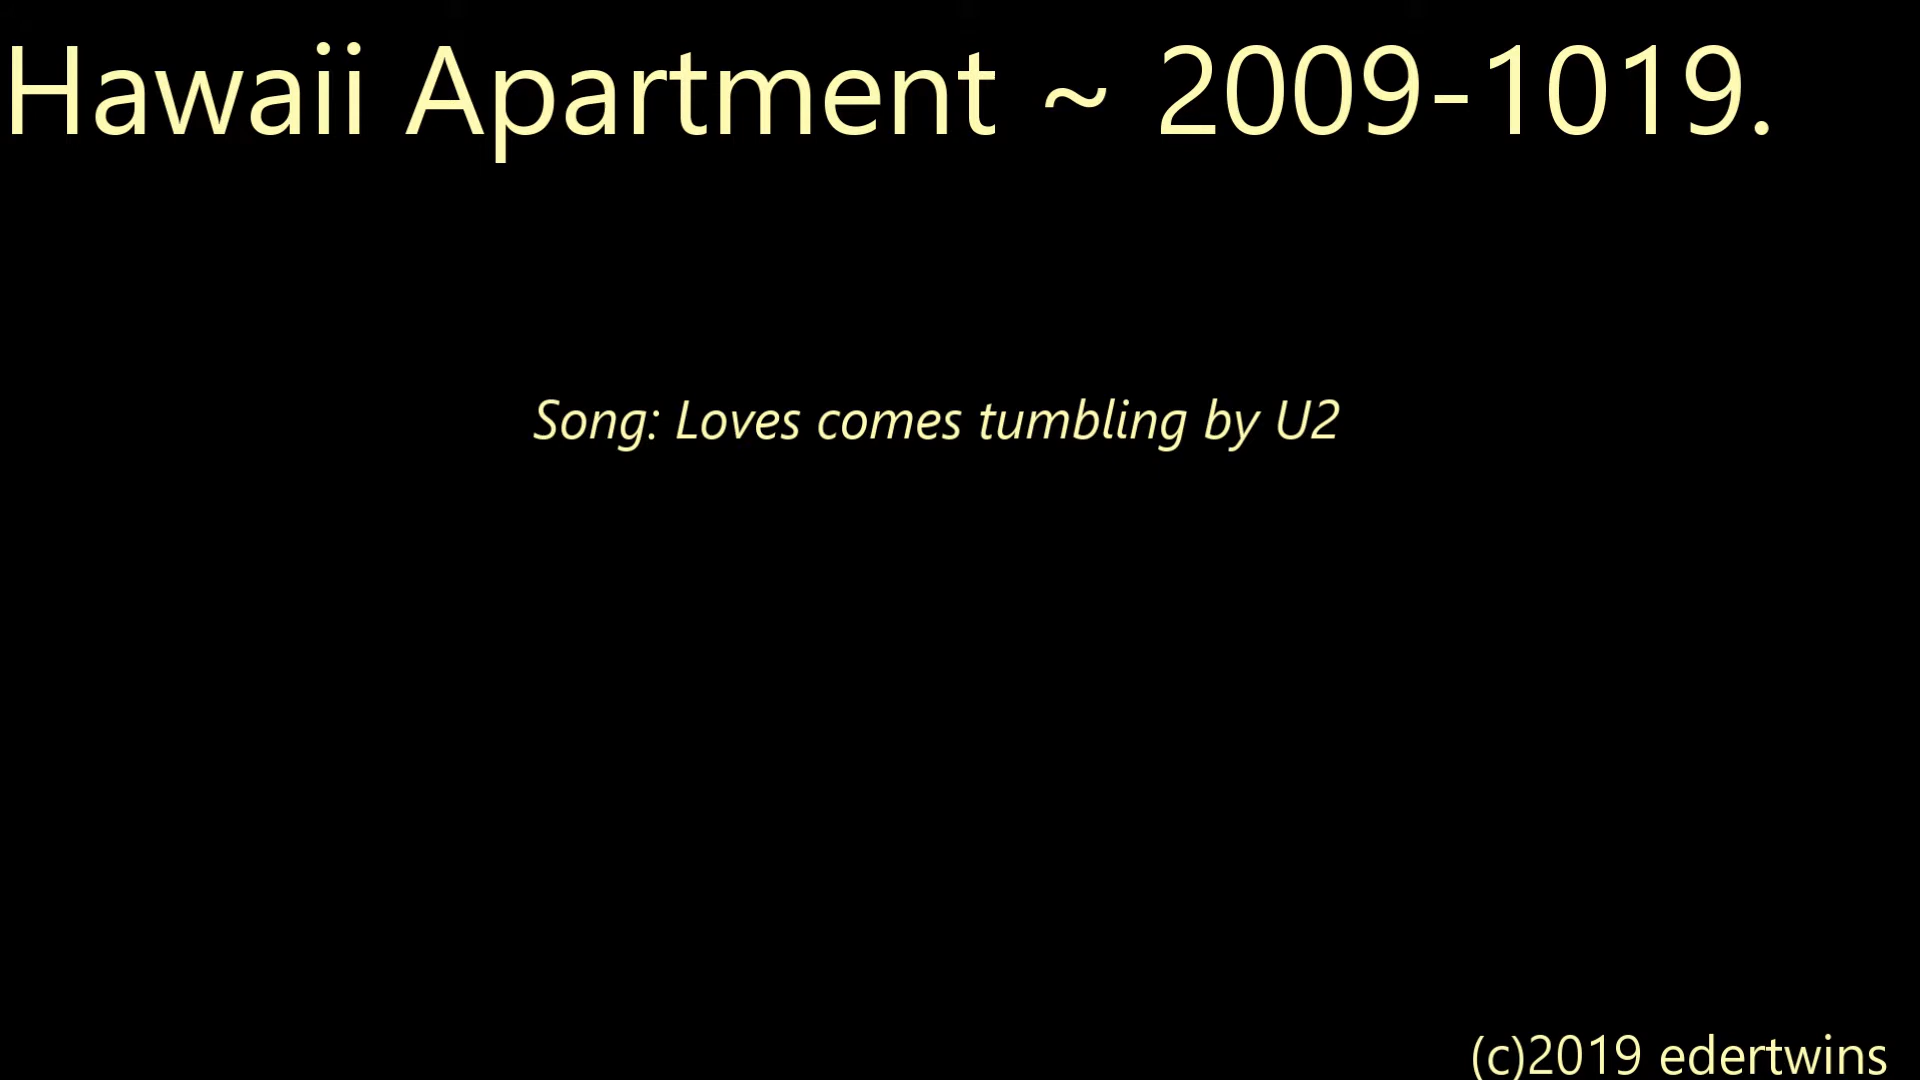 Hawaii Apartment ~ 2009-1019.
Song: Loves comes tumbling by U2
(c)2019 edertwins